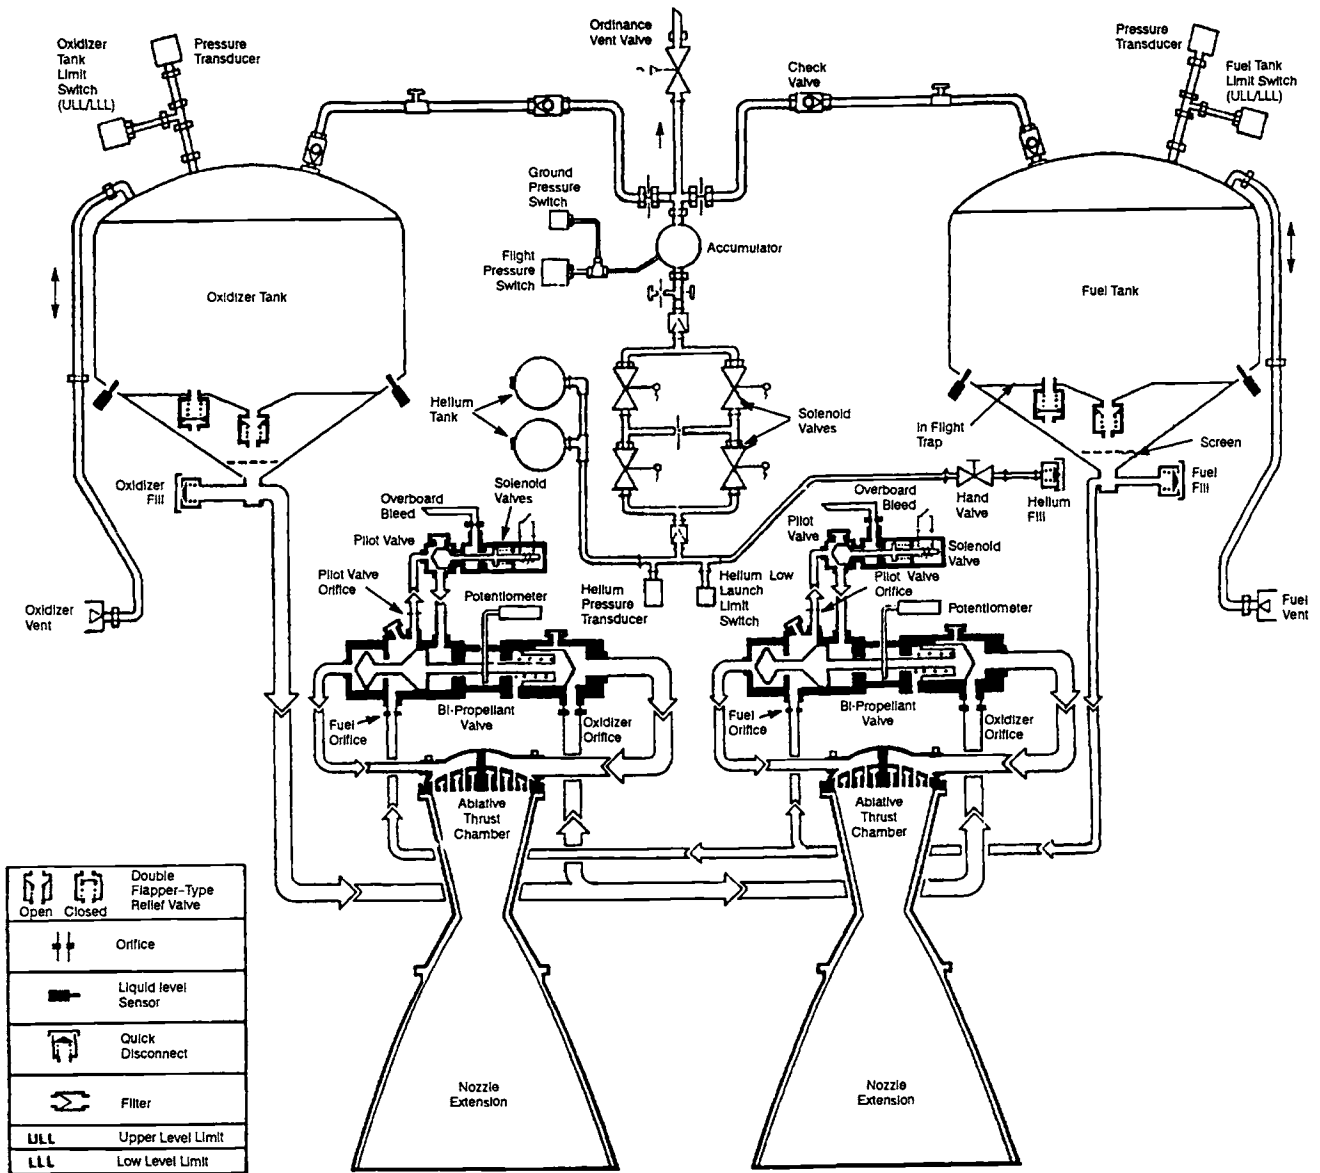 Ordinance
Vent Valve
Oxidizer
Tank
Limit
Switch
(ULL/LLL)
Pressure
Transducer
Check
Valve
Pressure
Transducer
Fuel Tank
Limit Switch
(ULL/LLL)
Ground
Pressure
Switch
Accumulator
Flight
Pressure
Switch
Oxidizer Tank
Fuel Tank
Helium
Tank
Solenoid
Valves
In Flight
Trap
Screen
Oxidizer
Fill
Fuel
Fill
Hand
Valve
Helium
Fill
Overboard
Bleed
Solenoid
Valves
Pilot Valve
Pilot Valve
Orifice
Potentiometer
Helium
Pressure
Transducer
Helium Low
Launch
Limit
Switch
Overboard
Bleed
Pilot
Valve
Solenoid
Valve
Pilot Valve
Orifice
Potentiometer
Oxidizer
Vent
Fuel
Vent
Fuel
Orifice
Bi-Propellant
Valve
Oxidizer
Orifice
Fuel
Orifice
Bi-Propellant
Valve
Oxidizer
Orifice
Ablative
Thrust
Chamber
Ablative
Thrust
Chamber
Nozzle
Extension
Nozzle
Extension
Open Closed
Double
Flapper-Type
Relief Valve
Orifice
Liquid level
Sensor
Quick
Disconnect
Filter
ULL Upper Level Limit
LLL Low Level Limit